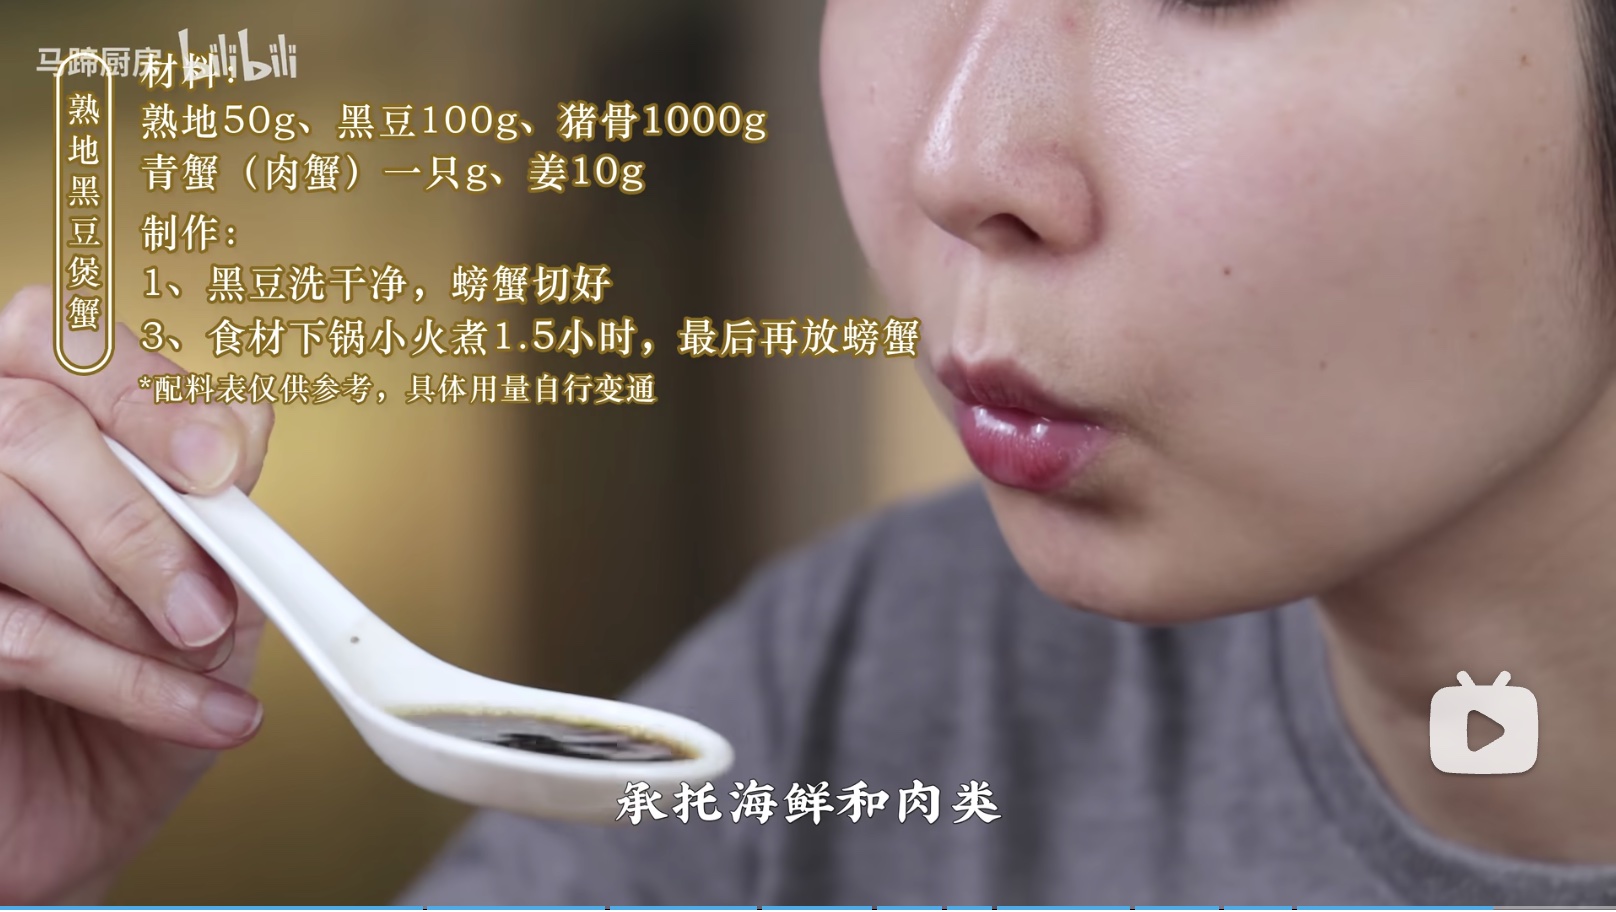 马蹄厨房 bilibili
熟地黑豆煲蟹
材料：
熟地50g、黑豆100g、猪骨1000g
青蟹（肉蟹）一只g、姜10g
制作：
1、黑豆洗干净，螃蟹切好
3、食材下锅小火煮1.5小时，最后再放螃蟹
*配料表仅供参考，具体用量自行变通
承托海鲜和肉类